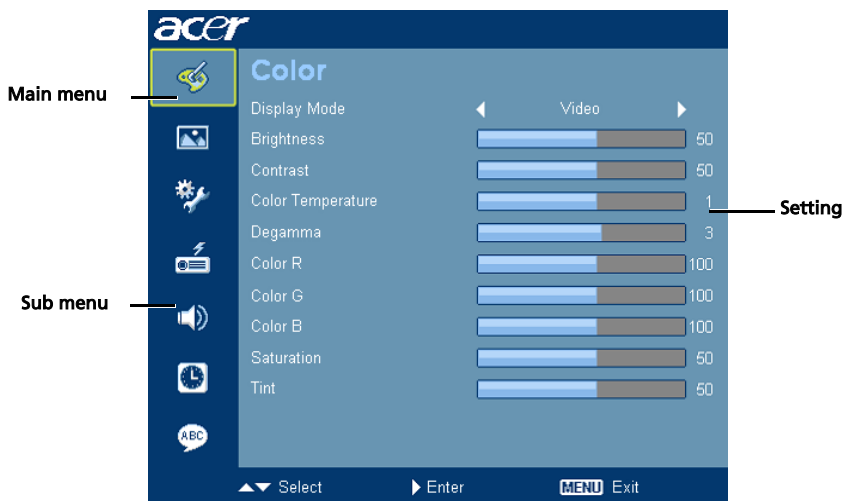 acer
Color
Main menu
Display Mode Video
Brightness 50
Contrast 50
Color Temperature 1
Setting
Degamma 3
Color R 100
Color G 100
Sub menu
Color B 100
Saturation 50
Tint 50
ABC
Select Enter MENU Exit